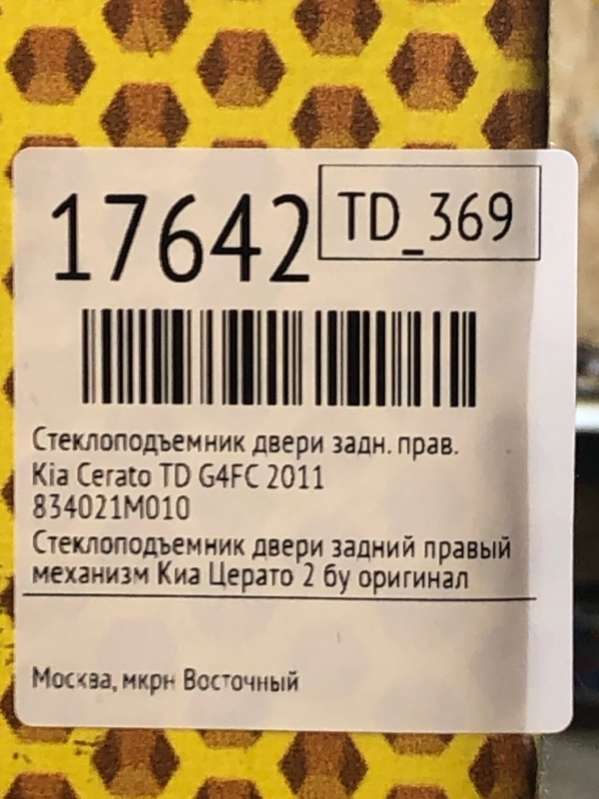 17642
TD_369
Стеклоподъемник двери задн. прав.
Kia Cerato TD G4FC 2011
834021M010
Стеклоподъемник двери задний правый
механизм Киа Церато 2 бу оригинал
Москва, мкрн Восточный